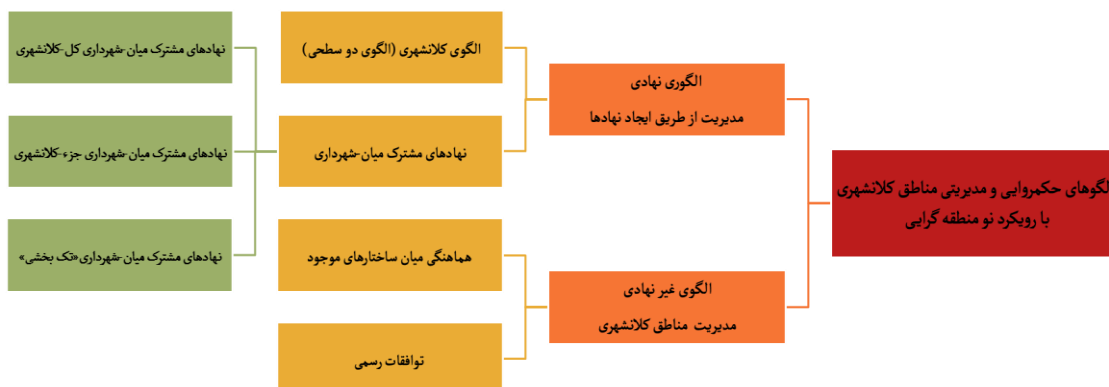 الگوهای حکمروایی و مدیریتی مناطق کلانشهری
با رویکرد نو منطقه گرایی
الگوری نهادی
مدیریت از طریق ایجاد نهادها
الگوی کلانشهری (الگوی دو سطحی)
نهادهای مشترک میان-شهرداری
نهادهای مشترک میان-شهرداری کل-کلانشهری
نهادهای مشترک میان-شهرداری جزء-کلانشهری
نهادهای مشترک میان-شهرداری«تک بخشی»
الگوی غیر نهادی
مدیریت مناطق کلانشهری
هماهنگی میان ساختارهای موجود
توافقات رسمی